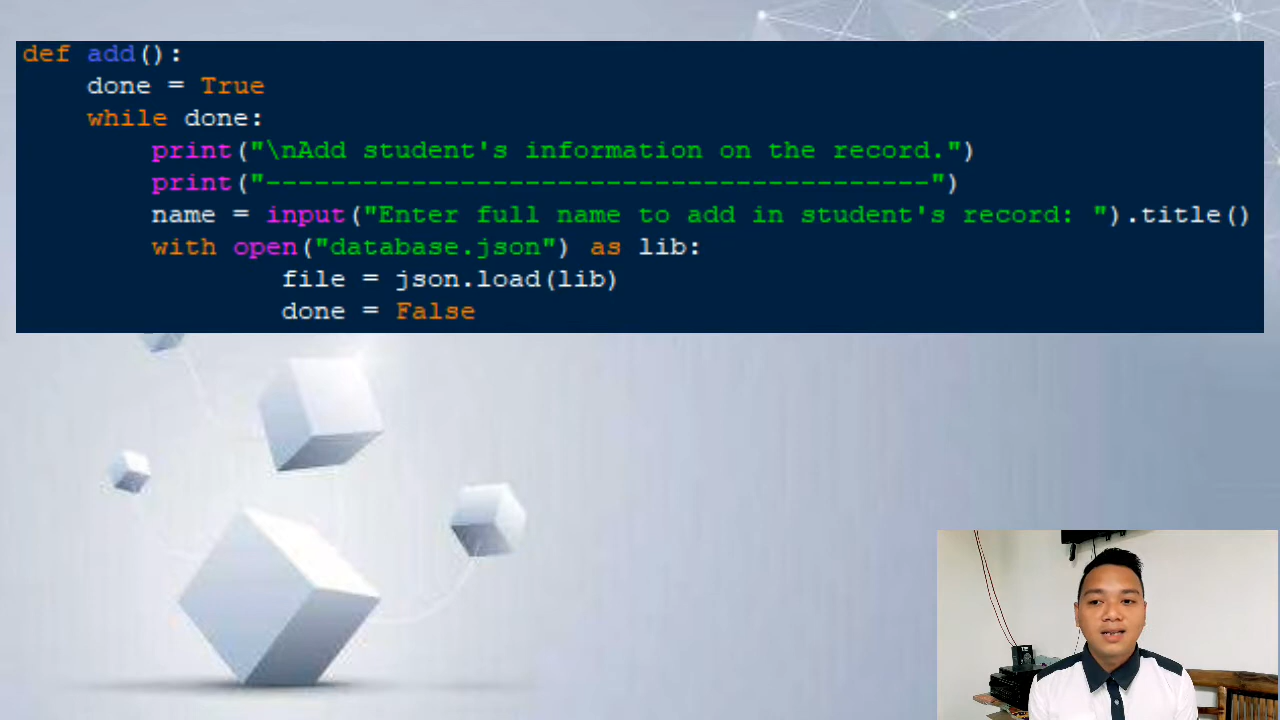 def add():
    done = True
    while done:
        print("\nAdd student's information on the record.")
        print("-----------------------------------------")
        name = input("Enter full name to add in student's record: ").title()
        with open("database.json") as lib:
                file = json.load(lib)
                done = False